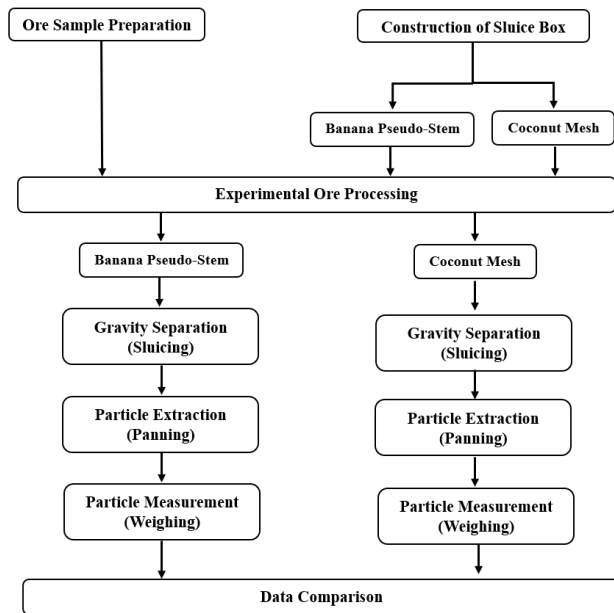 Ore Sample Preparation
Construction of Sluice Box
Banana Pseudo-Stem
Coconut Mesh
Experimental Ore Processing
Banana Pseudo-Stem
Coconut Mesh
Gravity Separation
(Sluicing)
Gravity Separation
(Sluicing)
Particle Extraction
(Panning)
Particle Extraction
(Panning)
Particle Measurement
(Weighing)
Particle Measurement
(Weighing)
Data Comparison